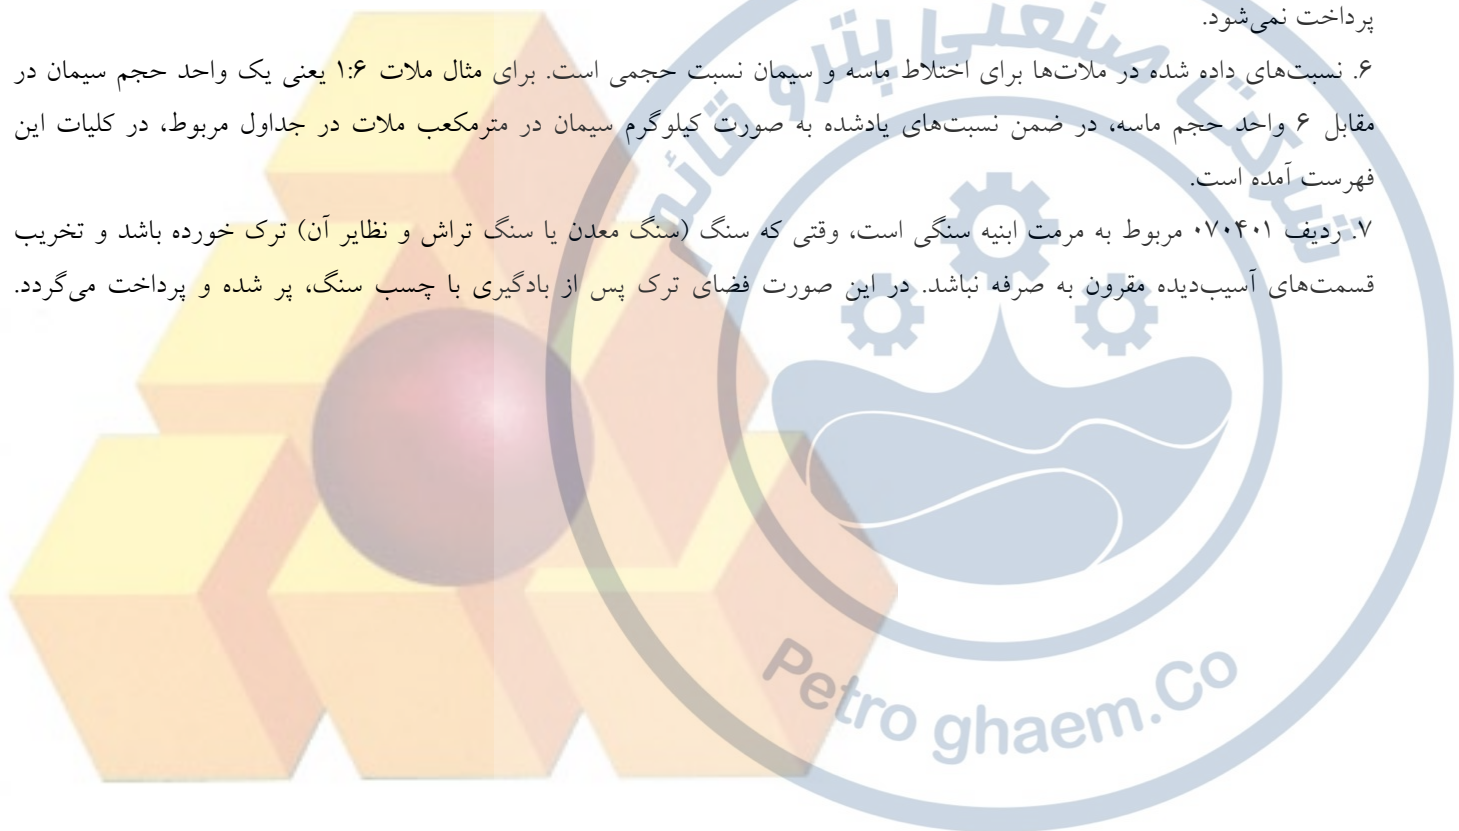 پرداخت نمی‌شود.
۶. نسبت‌های داده شده در ملات‌ها برای اختلاط ماسه و سیمان نسبت حجمی است. برای مثال ملات ۱:۶ یعنی یک واحد حجم سیمان در
مقابل ۶ واحد حجم ماسه، در ضمن نسبت‌های یادشده به صورت کیلوگرم سیمان در مترمکعب ملات در جداول مربوط، در کلیات این
فهرست آمده است.
۷. ردیف ۰۷۰۴۰۱ مربوط به مرمت ابنیه سنگی است، وقتی که سنگ (سنگ معدن یا سنگ تراش و نظایر آن) ترک خورده باشد و تخریب
قسمت‌های آسیب‌دیده مقرون به صرفه نباشد. در این صورت فضای ترک پس از بادگیری با چسب سنگ، پر شده و پرداخت می‌گردد.
شرکت صنعتی پترو قائم
Petro ghaem.Co